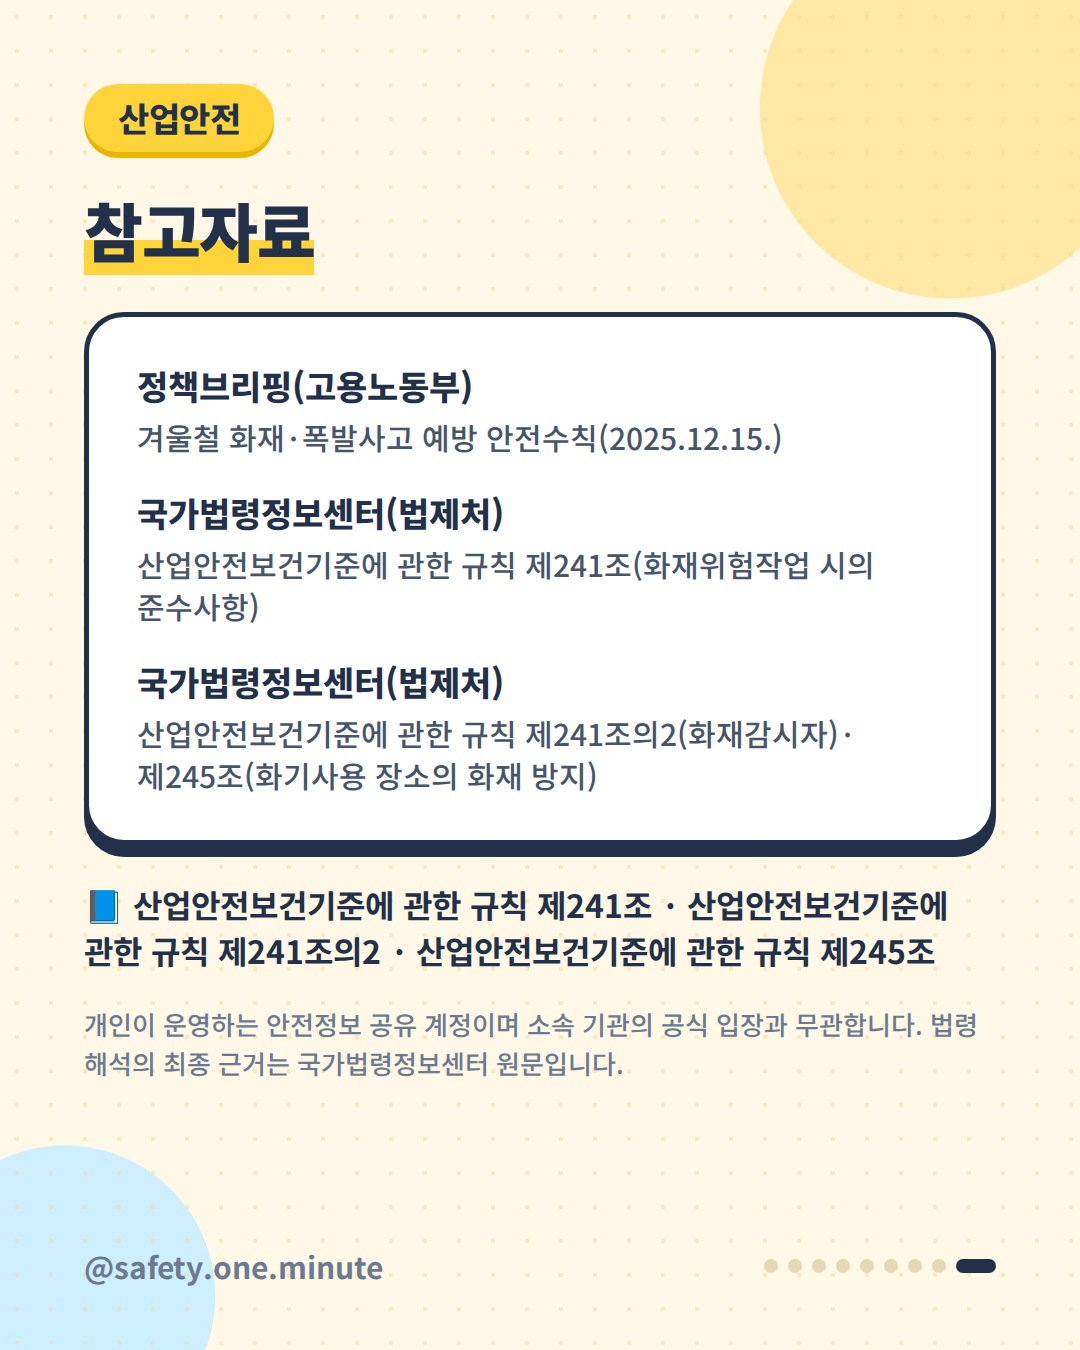 산업안전
참고자료
정책브리핑(고용노동부)
겨울철 화재·폭발사고 예방 안전수칙(2025.12.15.)
국가법령정보센터(법제처)
산업안전보건기준에 관한 규칙 제241조(화재위험작업 시의
준수사항)
국가법령정보센터(법제처)
산업안전보건기준에 관한 규칙 제241조의2(화재감시자)·
제245조(화기사용 장소의 화재 방지)
📘 산업안전보건기준에 관한 규칙 제241조 · 산업안전보건기준에
관한 규칙 제241조의2 · 산업안전보건기준에 관한 규칙 제245조
개인이 운영하는 안전정보 공유 계정이며 소속 기관의 공식 입장과 무관합니다. 법령
해석의 최종 근거는 국가법령정보센터 원문입니다.
@safety.one.minute